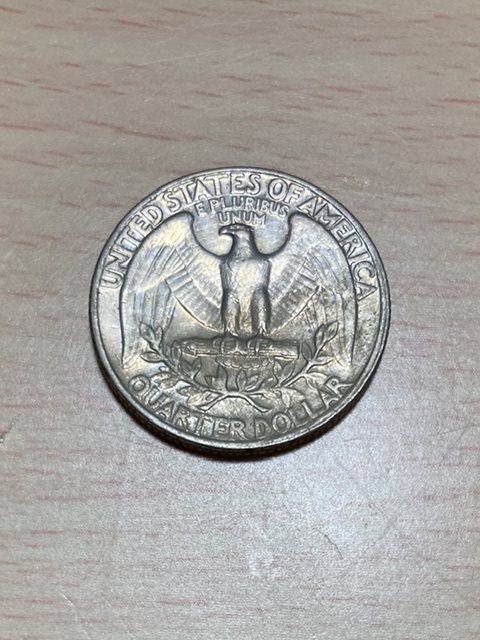 UNITED STATES OF AMERICA
E PLURIBUS
UNUM
QUARTER DOLLAR